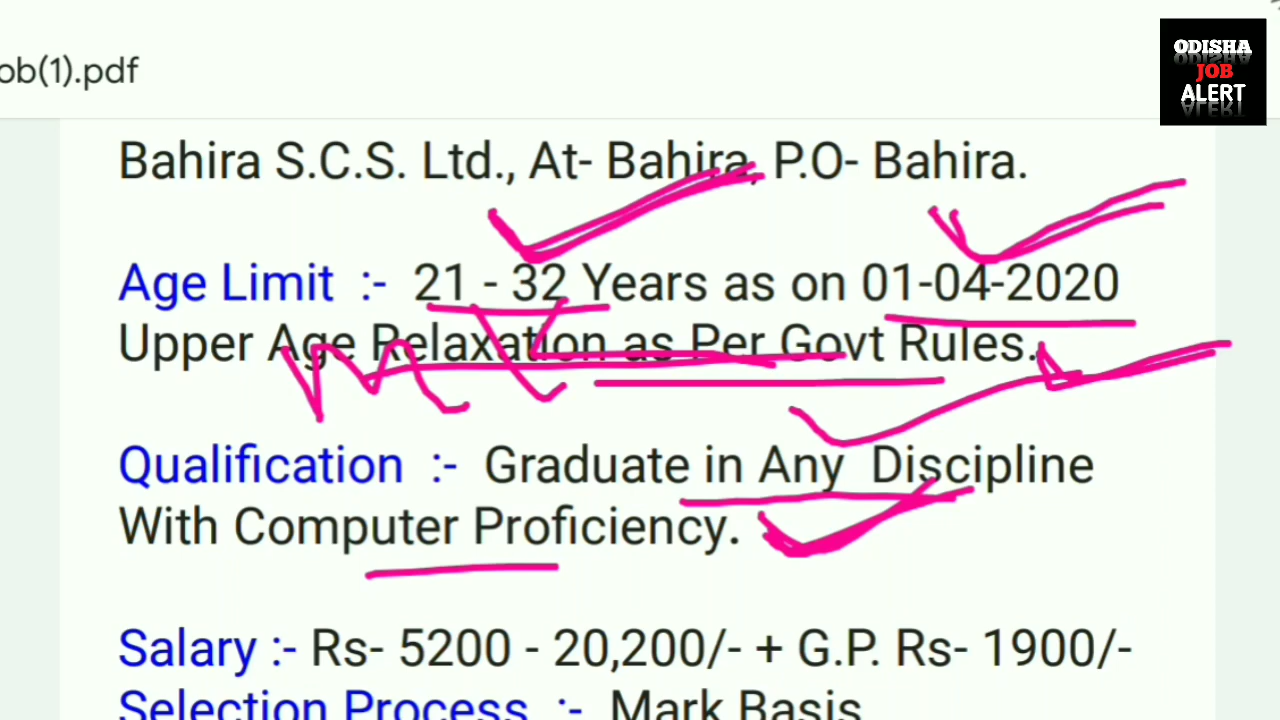 ob(1).pdf
ODISHA
JOB
ALERT
Bahira S.C.S. Ltd., At- Bahira, P.O- Bahira.
Age Limit :- 21 - 32 Years as on 01-04-2020
Upper Age Relaxation as Per Govt Rules.
Qualification :- Graduate in Any Discipline
With Computer Proficiency.
Salary :- Rs- 5200 - 20,200/- + G.P. Rs- 1900/-
Selection Process :- Mark Basis